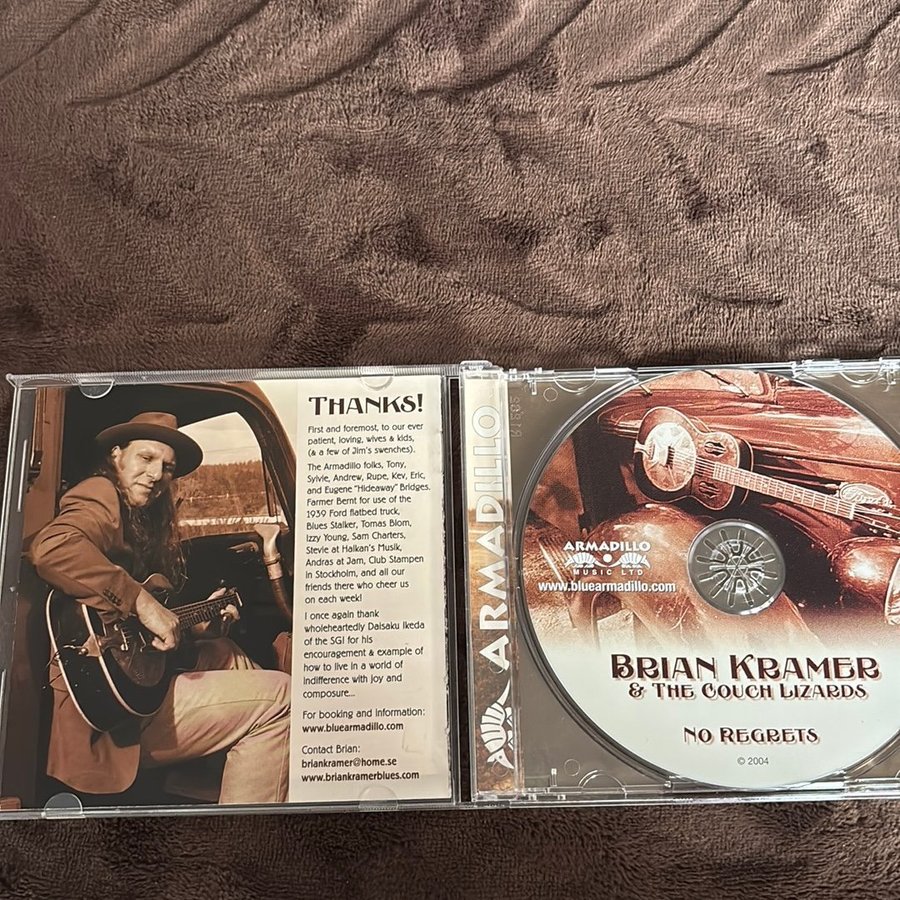 THANKS!
First and foremost, to our ever
patient, loving, wives & kids,
(& a few of Jim's swenches).
The Armadillo folks, Tony,
Sylvie, Andrew, Rupe, Kev, Eric,
and Eugene "Hideaway" Bridges.
Farmer Bernt for use of the
1939 Ford flatbed truck,
Blues Stalker, Tomas Blom,
Izzy Young, Sam Charters,
Stevie at Halkan's Musik,
Andras at Jam, Club Stampen
in Stockholm, and all our
friends there who cheer us
on each week!
I once again thank
wholeheartedly Daisaku Ikeda
of the SGI for his
encouragement & example of
how to live in a world of
indifference with joy and
composure...
For booking and information:
www.bluearmadillo.com
Contact Brian:
briankramer@home.se
www.briankramerblues.com
ARMADILLO
ARMADILLO
MUSIC LTD
www.bluearmadillo.com
BRIAN KRAMER
& THE COUCH LIZARDS
NO REGRETS
© 2004